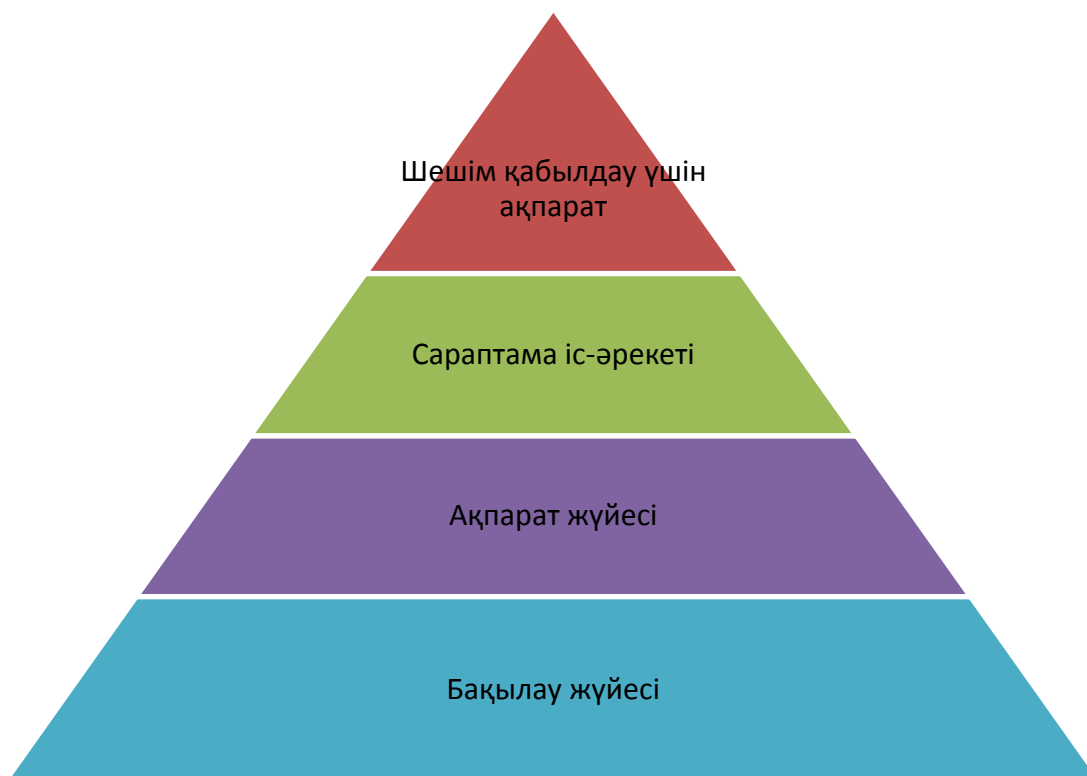 Шешім қабылдау үшін
ақпарат
Сараптама іс-әрекеті
Ақпарат жүйесі
Бақылау жүйесі